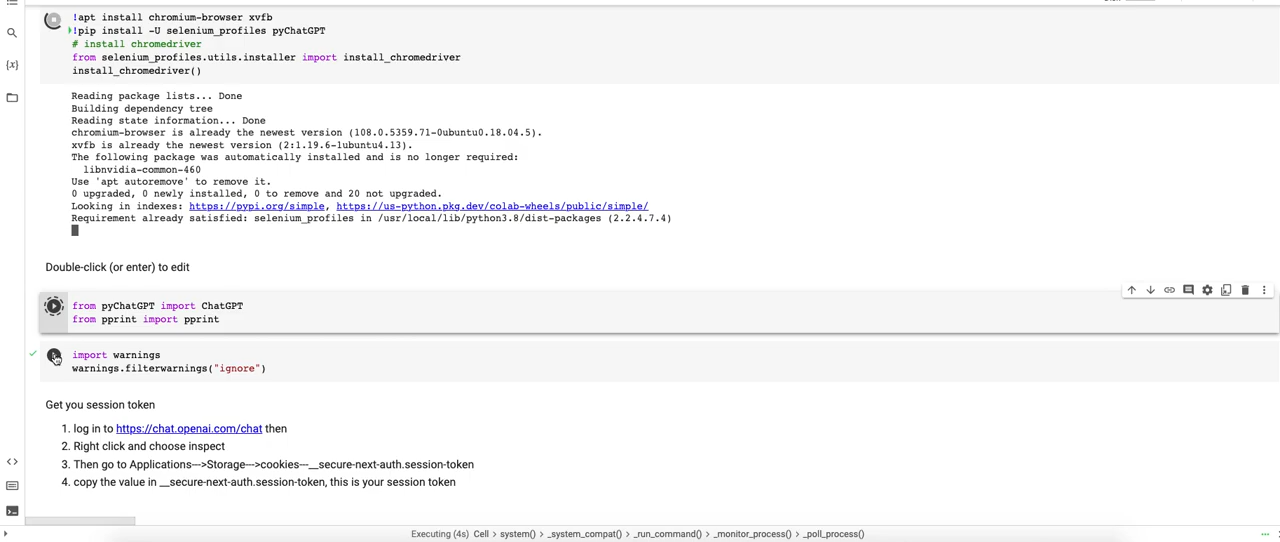 !apt install chromium-browser xvfb
!pip install -U selenium_profiles pyChatGPT
# install chromedriver
from selenium_profiles.utils.installer import install_chromedriver
install_chromedriver()
Reading package lists... Done
Building dependency tree
Reading state information... Done
chromium-browser is already the newest version (108.0.5359.71-0ubuntu0.18.04.5).
xvfb is already the newest version (2:1.19.6-1ubuntu4.13).
The following package was automatically installed and is no longer required:
libnvidia-common-460
Use 'apt autoremove' to remove it.
0 upgraded, 0 newly installed, 0 to remove and 20 not upgraded.
Looking in indexes: https://pypi.org/simple, https://us-python.pkg.dev/colab-wheels/public/simple/
Requirement already satisfied: selenium_profiles in /usr/local/lib/python3.8/dist-packages (2.2.4.7.4)
Double-click (or enter) to edit
from pyChatGPT import ChatGPT
from pprint import pprint
import warnings
warnings.filterwarnings("ignore")
Get you session token
1. log in to https://chat.openai.com/chat then
2. Right click and choose inspect
3. Then go to Applications--->Storage--->cookies---__secure-next-auth.session-token
4. copy the value in __secure-next-auth.session-token, this is your session token
Executing (4s) Cell > system() > _system_compat() > _run_command() > _monitor_process() > _poll_process()